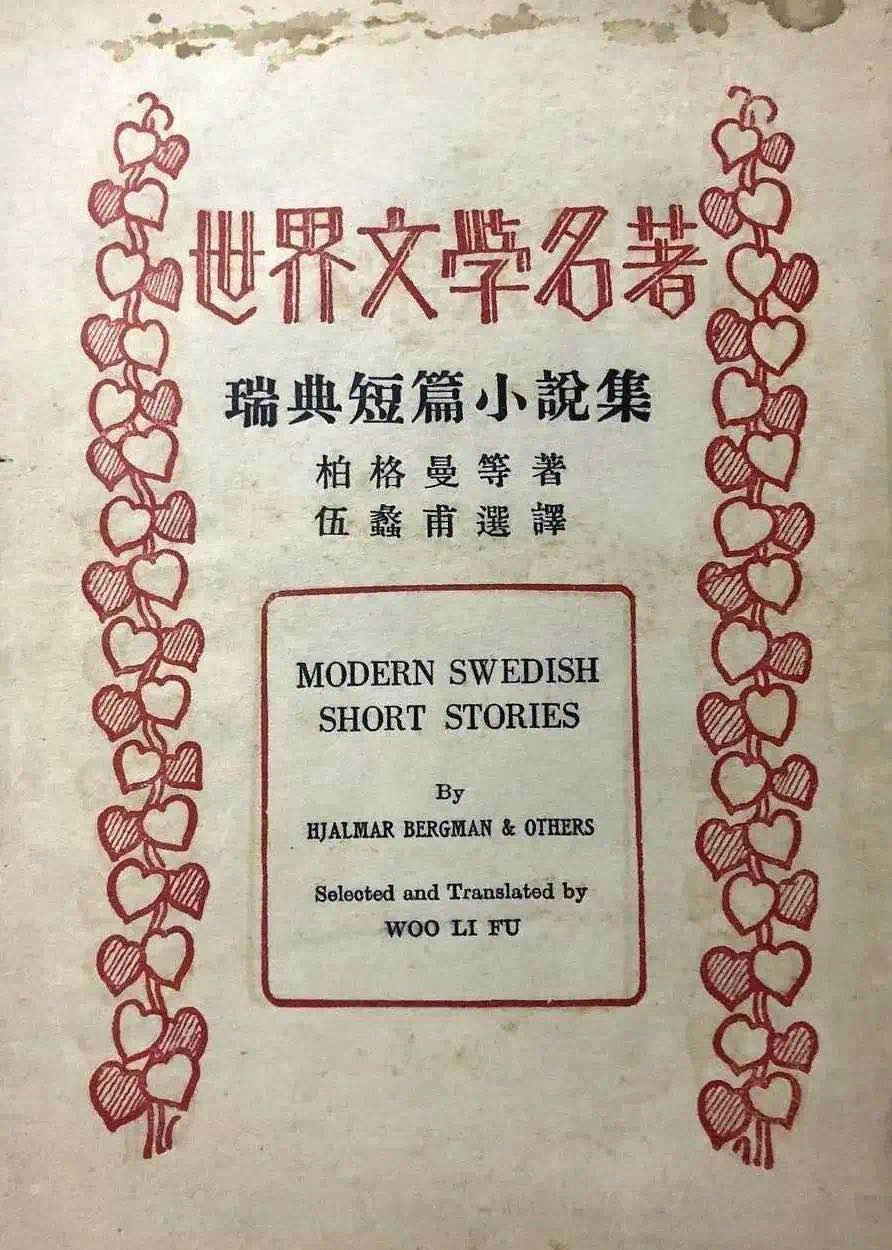 世界文學名著
瑞典短篇小說集
柏格曼等著
伍蠡甫選譯
MODERN SWEDISH
SHORT STORIES
By
HJALMAR BERGMAN & OTHERS
Selected and Translated by
WOO LI FU